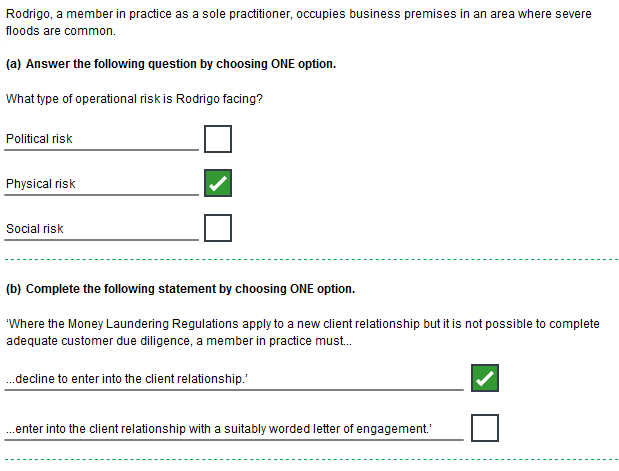 Rodrigo, a member in practice as a sole practitioner, occupies business premises in an area where severe
floods are common.
(a) Answer the following question by choosing ONE option.
What type of operational risk is Rodrigo facing?
Political risk
Physical risk
Social risk
(b) Complete the following statement by choosing ONE option.
‘Where the Money Laundering Regulations apply to a new client relationship but it is not possible to complete
adequate customer due diligence, a member in practice must...
...decline to enter into the client relationship.’
...enter into the client relationship with a suitably worded letter of engagement.’